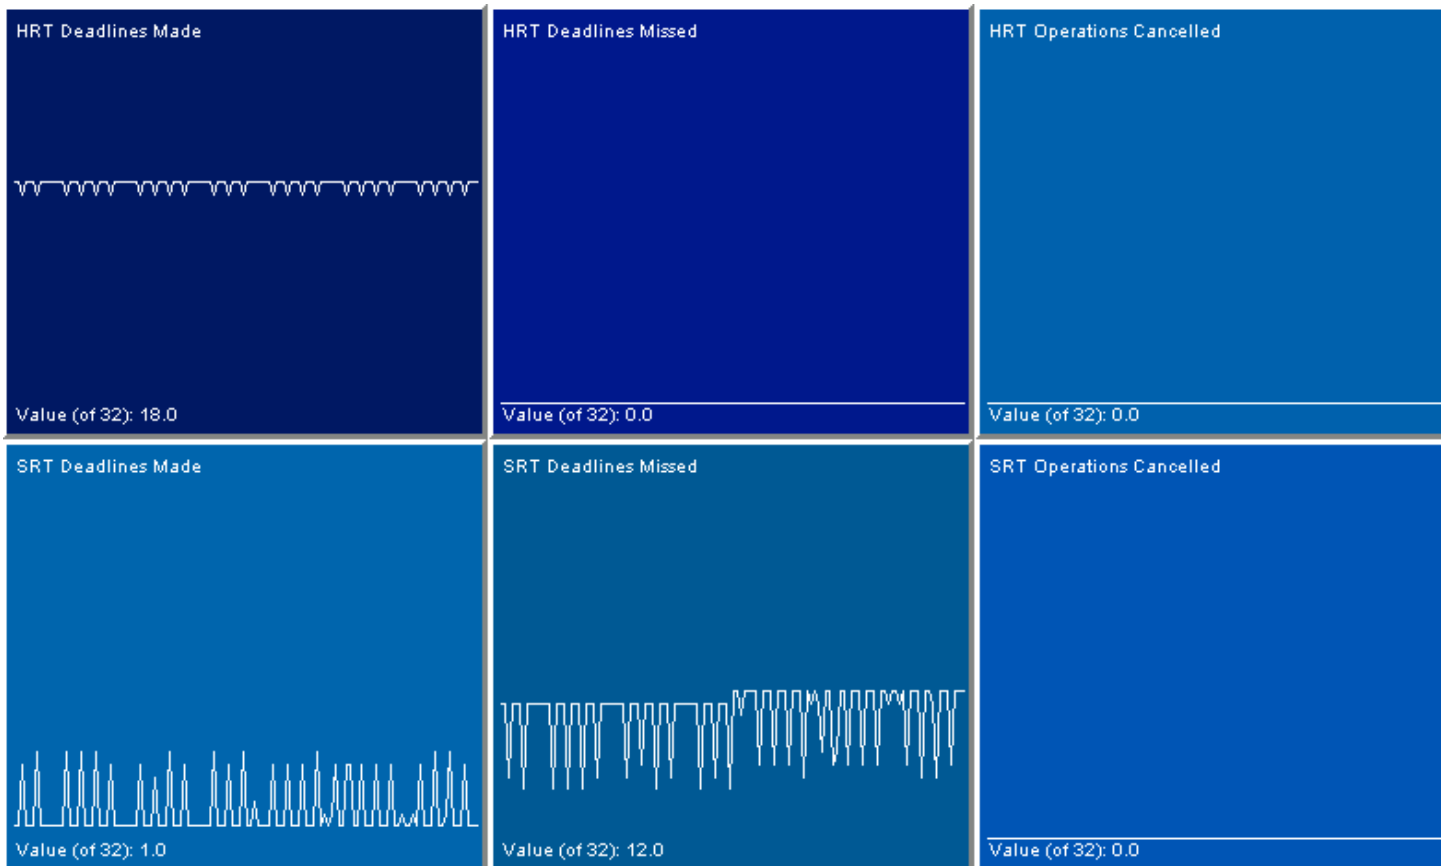 HRT Deadlines Made
Value (of 32): 18.0
HRT Deadlines Missed
Value (of 32): 0.0
HRT Operations Cancelled
Value (of 32): 0.0
SRT Deadlines Made
Value (of 32): 1.0
SRT Deadlines Missed
Value (of 32): 12.0
SRT Operations Cancelled
Value (of 32): 0.0